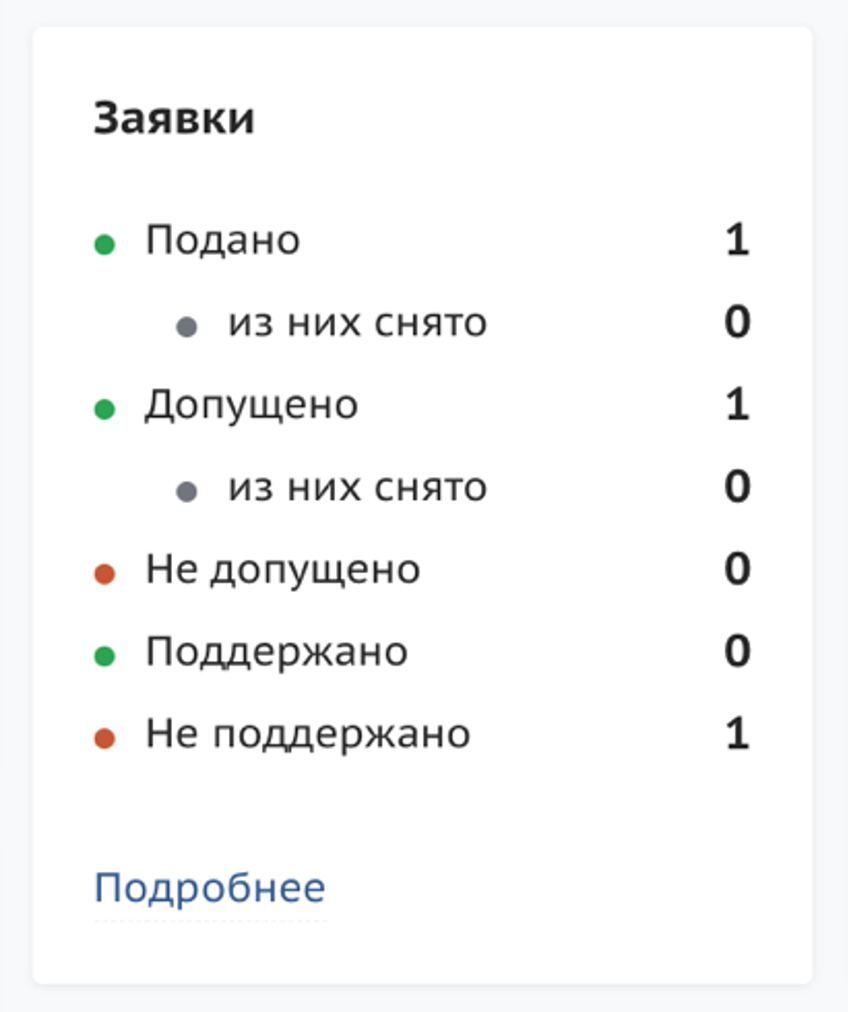 Заявки
Подано 1
из них снято 0
Допущено 1
из них снято 0
Не допущено 0
Поддержано 0
Не поддержано 1
Подробнее